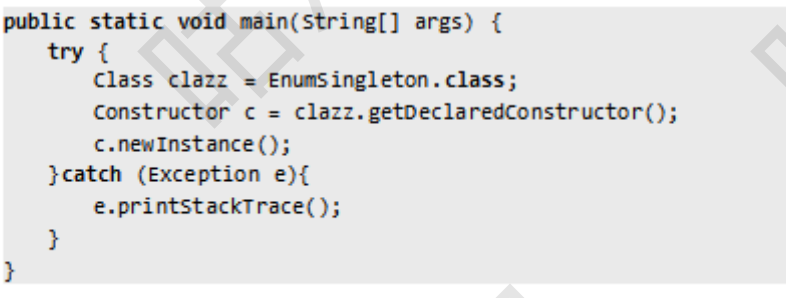 public static void main(String[] args) {
    try {
        Class clazz = EnumSingleton.class;
        Constructor c = clazz.getDeclaredConstructor();
        c.newInstance();
    }catch (Exception e){
        e.printStackTrace();
    }
}